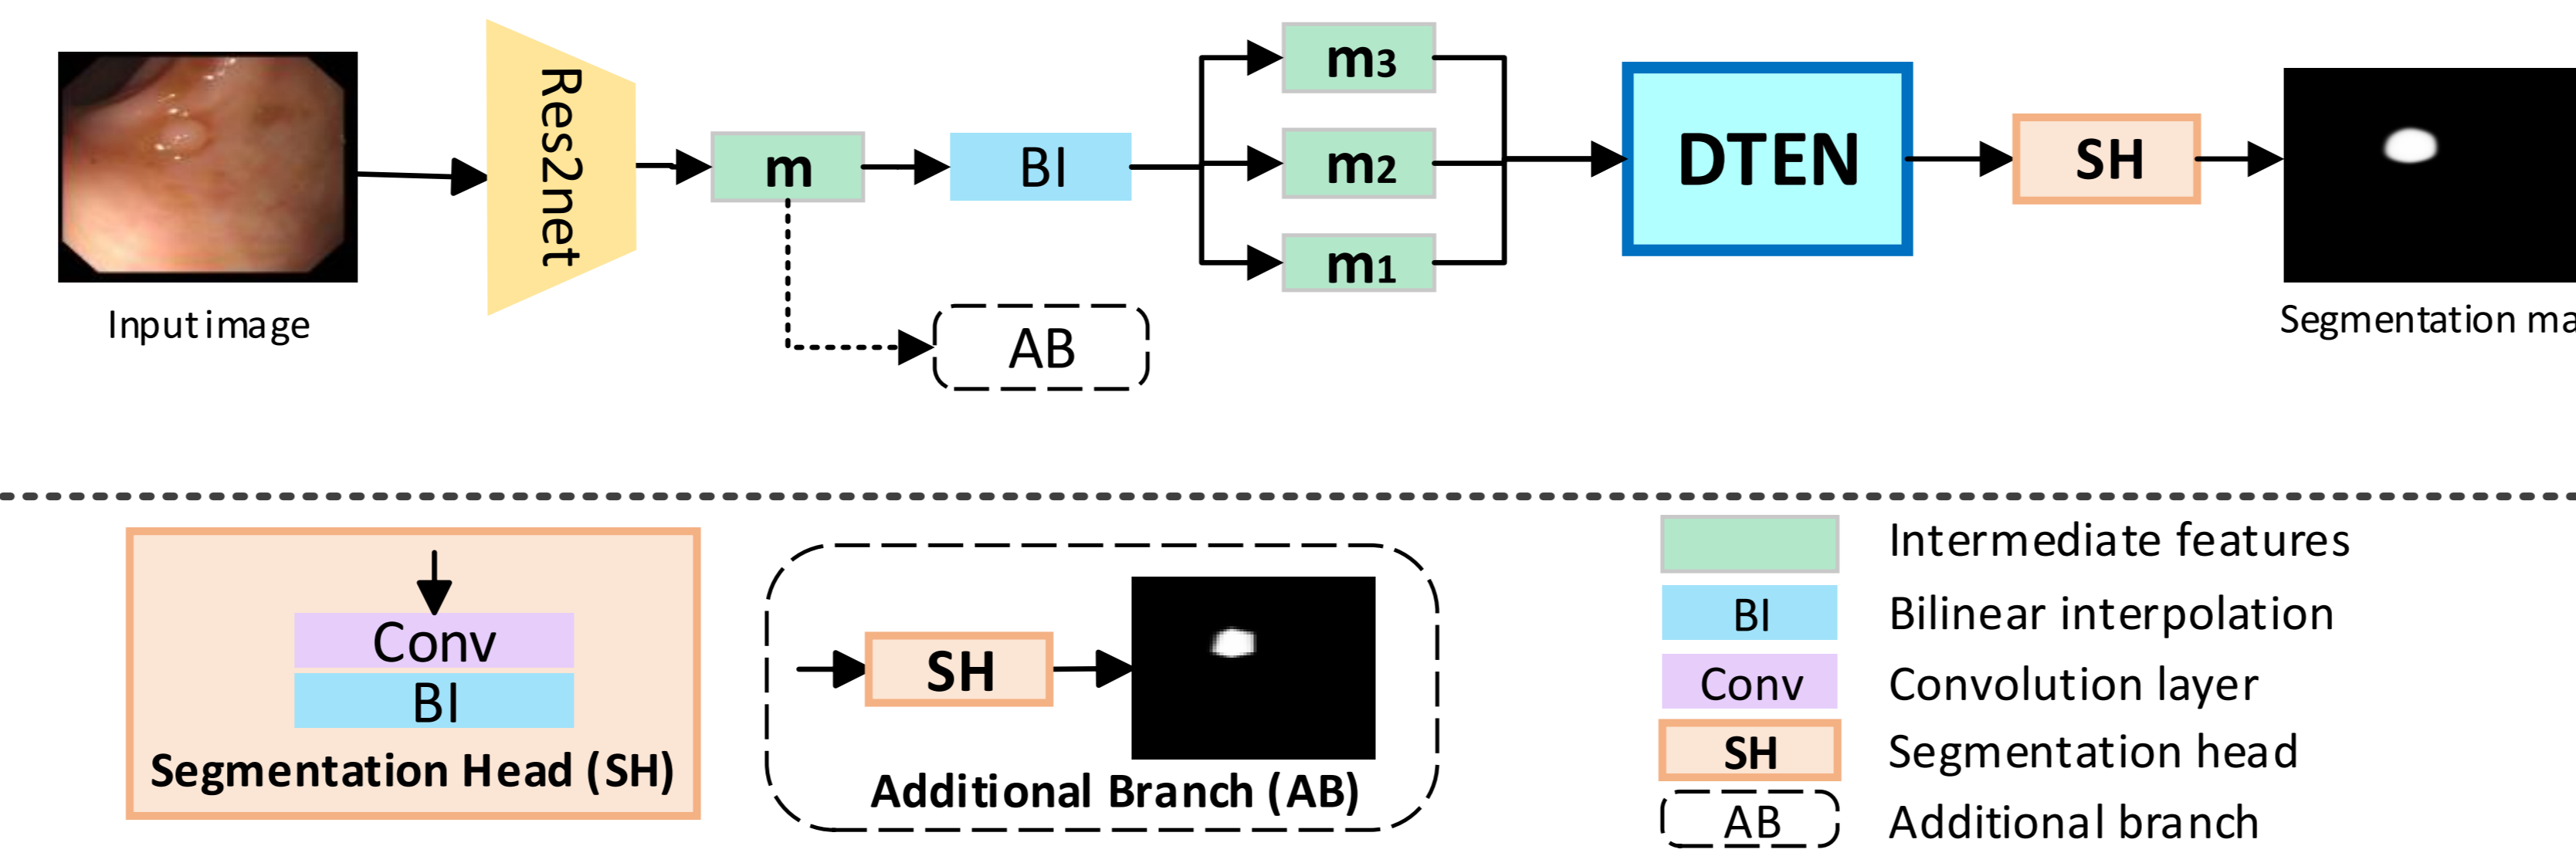 Res2net
m
BI
m3
m2
m1
DTEN
SH
AB
Input image
Segmentation ma
Conv
BI
Segmentation Head (SH)
SH
Additional Branch (AB)
Intermediate features
BI Bilinear interpolation
Conv Convolution layer
SH Segmentation head
AB Additional branch